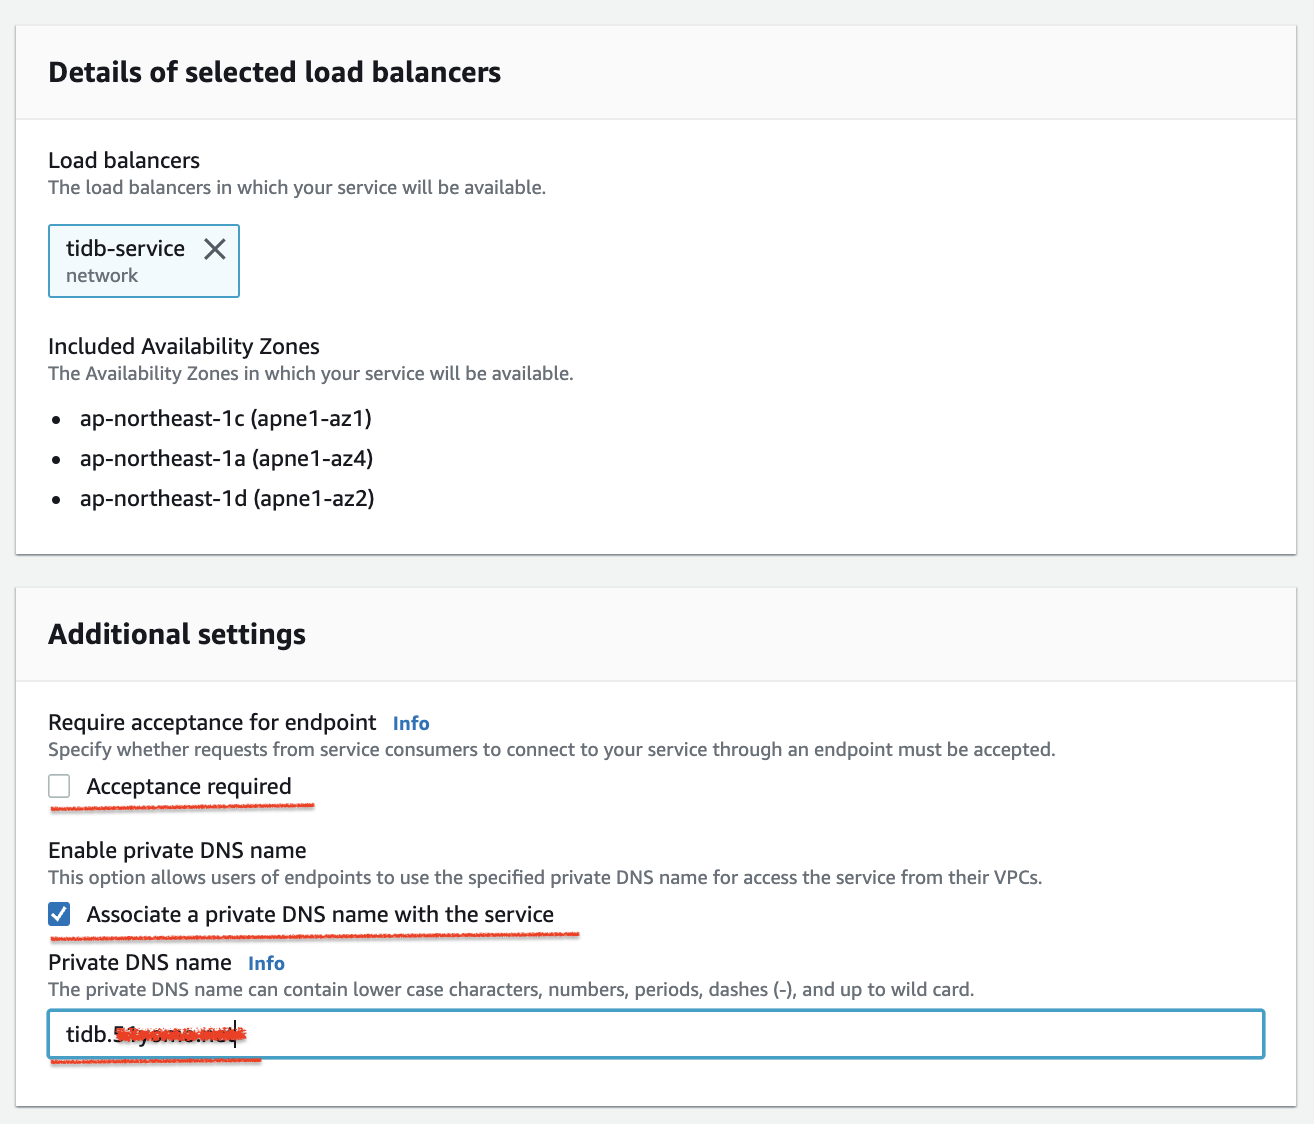 Details of selected load balancers
Load balancers
The load balancers in which your service will be available.
tidb-service
network
Included Availability Zones
The Availability Zones in which your service will be available.
• ap-northeast-1c (apne1-az1)
• ap-northeast-1a (apne1-az4)
• ap-northeast-1d (apne1-az2)
Additional settings
Require acceptance for endpoint Info
Specify whether requests from service consumers to connect to your service through an endpoint must be accepted.
Acceptance required
Enable private DNS name
This option allows users of endpoints to use the specified private DNS name for access the service from their VPCs.
Associate a private DNS name with the service
Private DNS name Info
The private DNS name can contain lower case characters, numbers, periods, dashes (-), and up to wild card.
tidb.